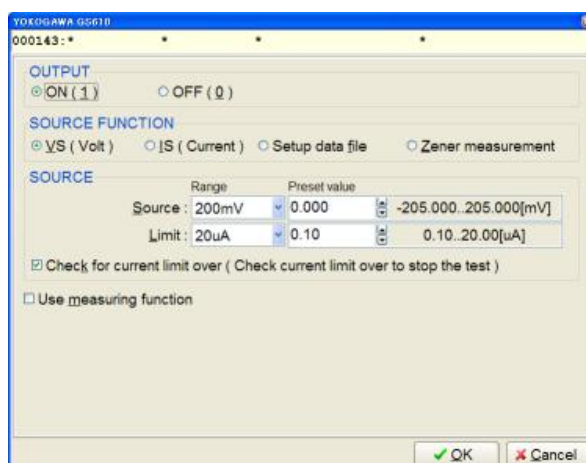 YOKOGAWA GS610
000143:* * * *
OUTPUT
ON ( 1 ) OFF ( 0 )
SOURCE FUNCTION
VS ( Volt ) IS ( Current ) Setup data file Zener measurement
SOURCE
Range Preset value
Source : 200mV 0.000 -205.000..205.000[mV]
Limit : 20uA 0.10 0.10..20.00[uA]
Check for current limit over ( Check current limit over to stop the test )
Use measuring function
OK Cancel